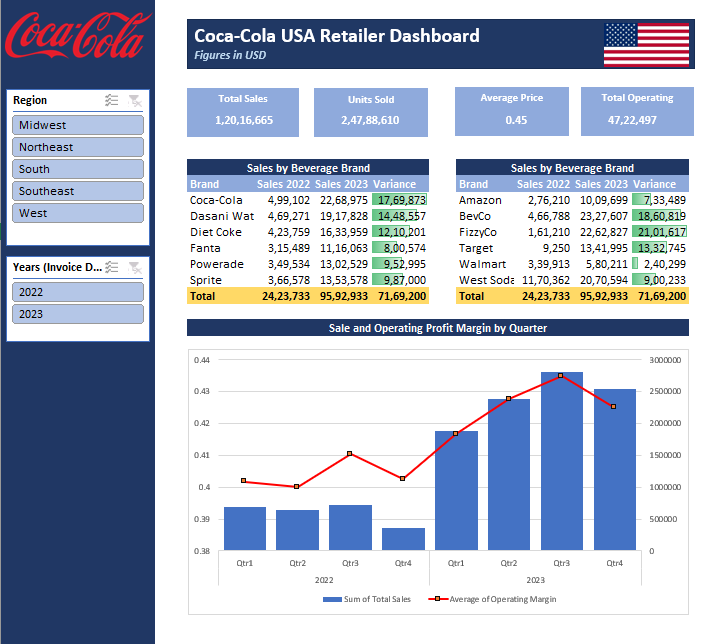 Coca-Cola
Coca-Cola USA Retailer Dashboard
Figures in USD
Region
Midwest
Northeast
South
Southeast
West
Years (Invoice D...
2022
2023
Total Sales
1,20,16,665
Units Sold
2,47,88,610
Average Price
0.45
Total Operating
47,22,497
Sales by Beverage Brand
Brand Sales 2022 Sales 2023 Variance
Coca-Cola 4,99,102 22,68,975 17,69,873
Dasani Wat 4,69,271 19,17,828 14,48,557
Diet Coke 4,23,759 16,33,959 12,10,201
Fanta 3,15,489 11,16,063 8,00,574
Powerade 3,49,534 13,02,529 9,52,995
Sprite 3,66,578 13,53,578 9,87,000
Total 24,23,733 95,92,933 71,69,200
Sales by Beverage Brand
Brand Sales 2022 Sales 2023 Variance
Amazon 2,76,210 10,09,699 7,33,489
BevCo 4,66,788 23,27,607 18,60,819
FizzyCo 1,61,210 22,62,827 21,01,617
Target 9,250 13,41,995 13,32,745
Walmart 3,39,913 5,80,211 2,40,299
West Soda 11,70,362 20,70,594 9,00,233
Total 24,23,733 95,92,933 71,69,200
Sale and Operating Profit Margin by Quarter
0.44
0.43
0.42
0.41
0.4
0.39
0.38
3000000
2500000
2000000
1500000
1000000
500000
0
Qtr1 Qtr2 Qtr3 Qtr4 Qtr1 Qtr2 Qtr3 Qtr4
2022 2023
Sum of Total Sales Average of Operating Margin